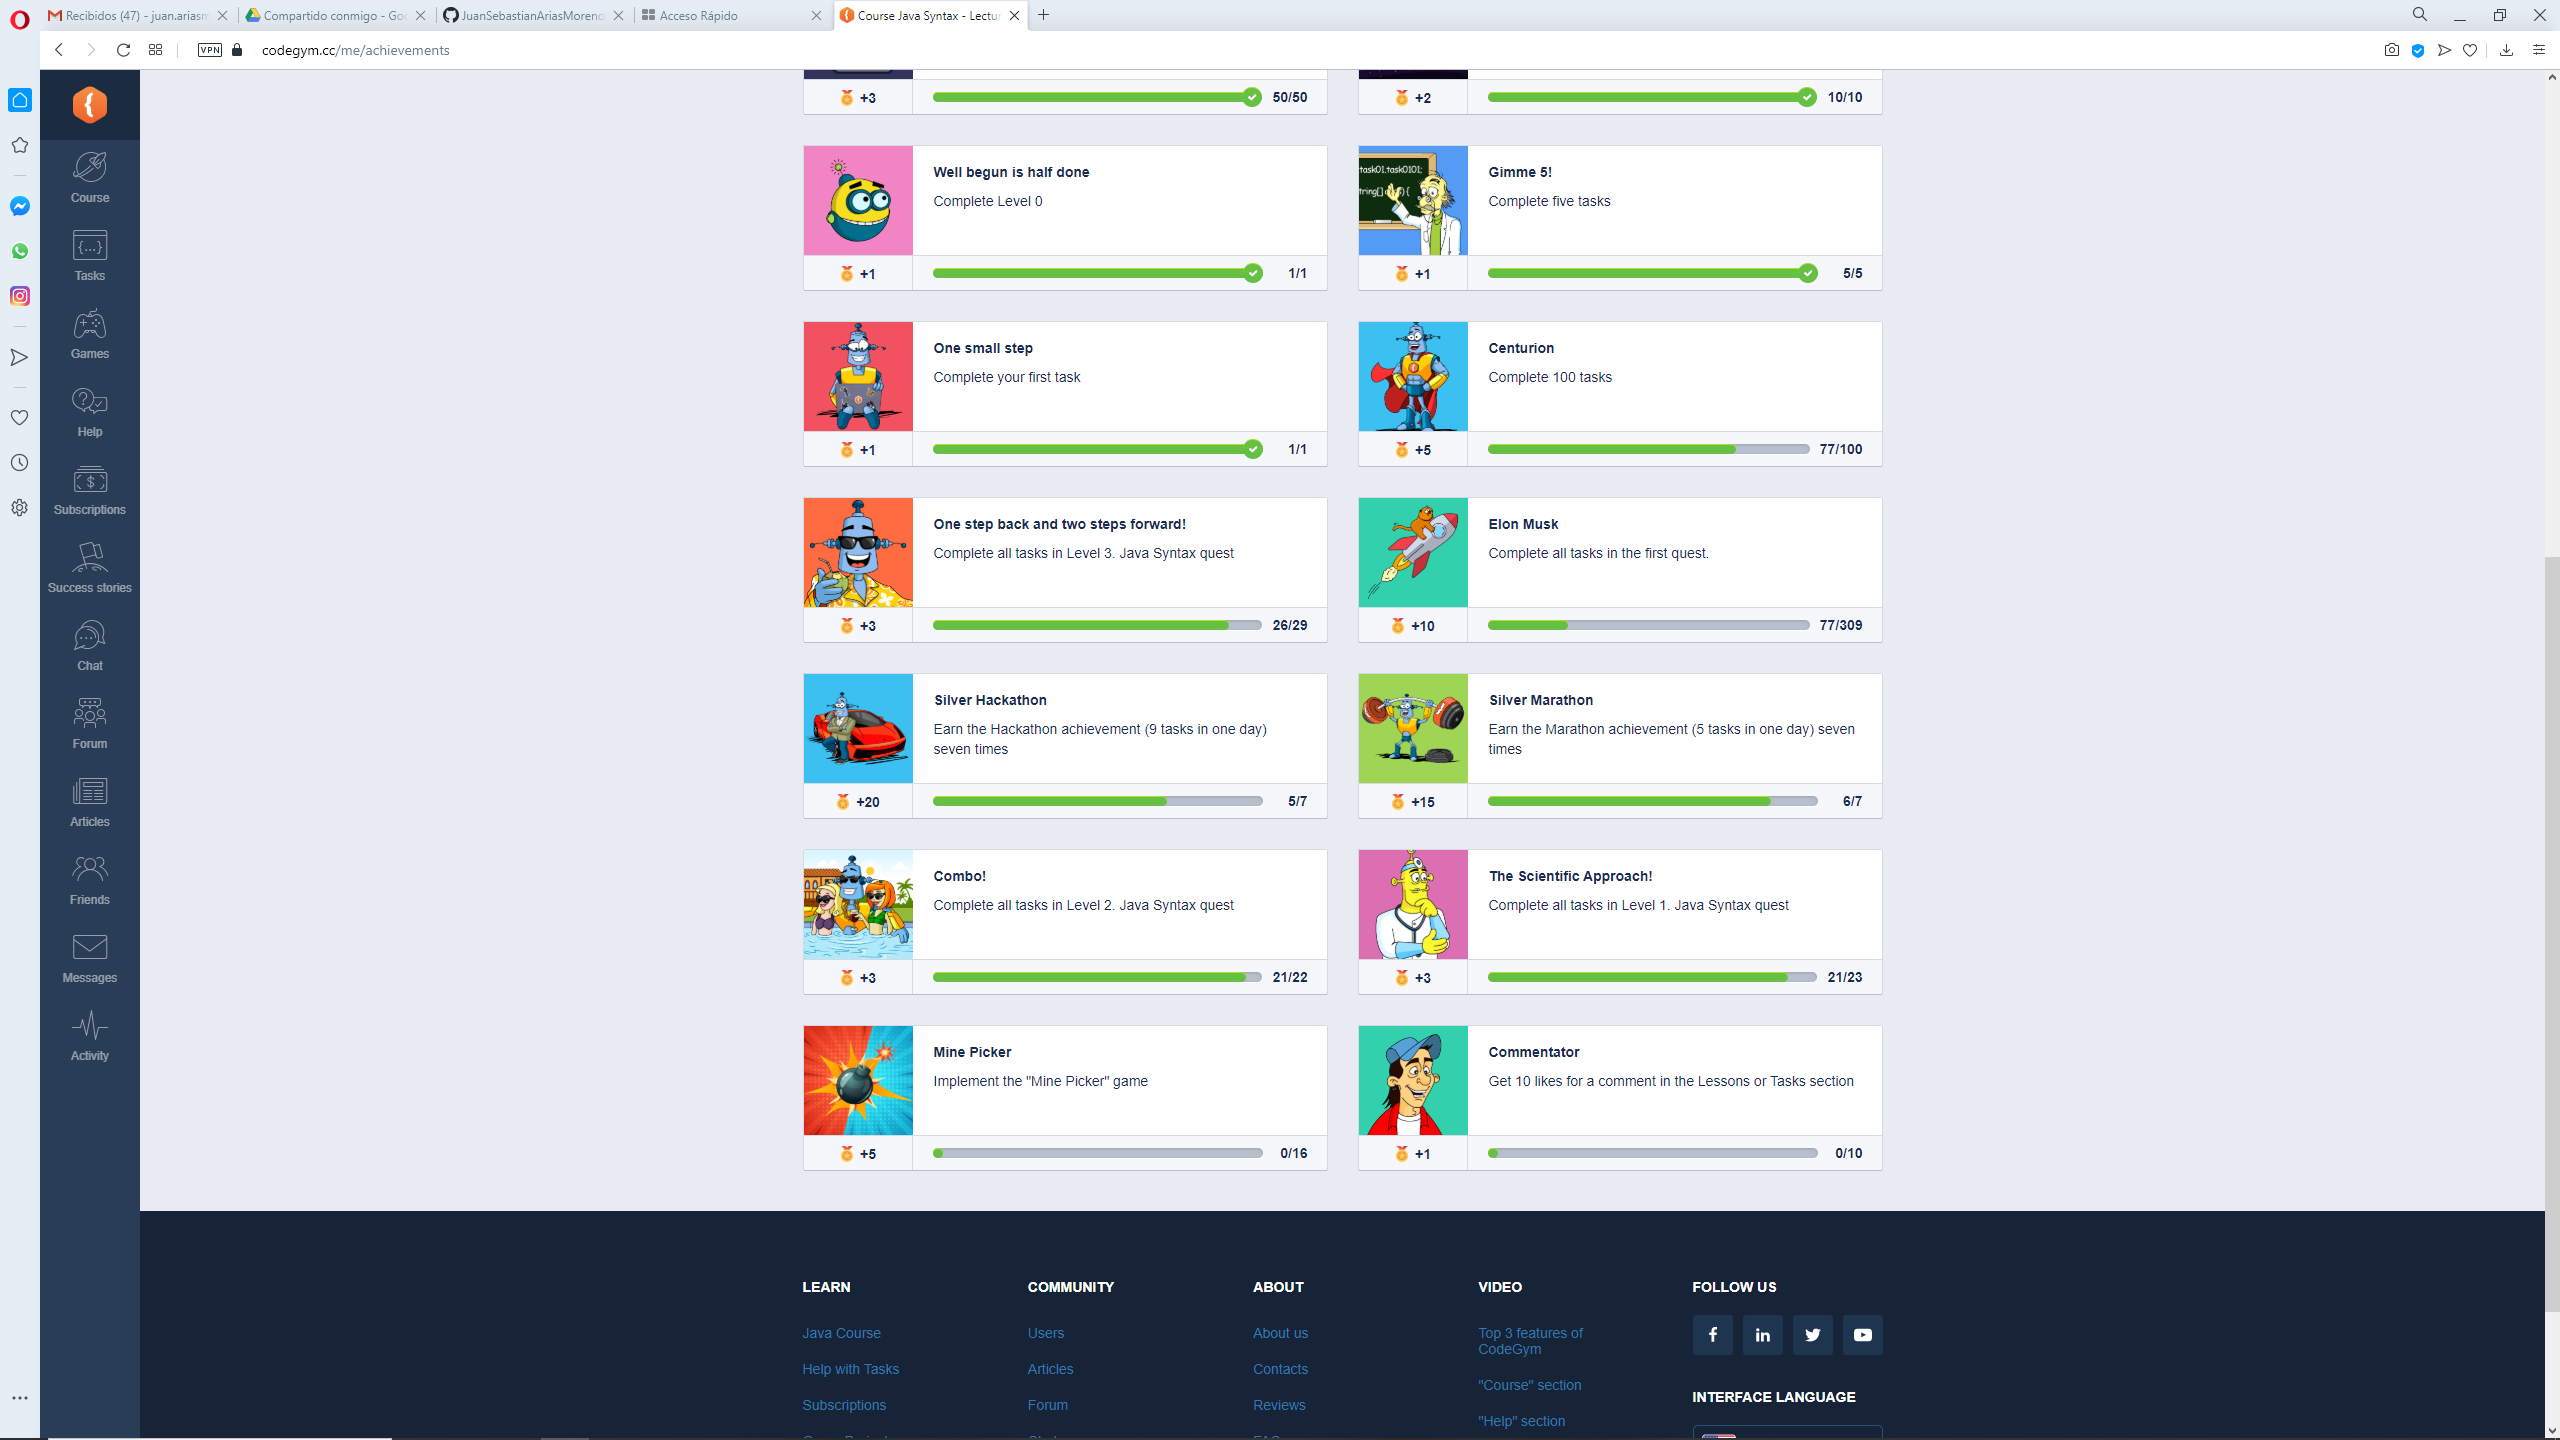 Recibidos (47) - juan.ariasm
Compartido conmigo - Goo
JuanSebastianAriasMoreno
Acceso Rápido
Course Java Syntax - Lectur
VPN
codegym.cc/me/achievements
Course
Tasks
Games
Help
Subscriptions
Success stories
Chat
Forum
Articles
Friends
Messages
Activity
+3
50/50
+2
10/10
Well begun is half done
Complete Level 0
+1
1/1
task01.task0101;
tring[] {
Gimme 5!
Complete five tasks
+1
5/5
One small step
Complete your first task
+1
1/1
Centurion
Complete 100 tasks
+5
77/100
One step back and two steps forward!
Complete all tasks in Level 3. Java Syntax quest
+3
26/29
Elon Musk
Complete all tasks in the first quest.
+10
77/309
Silver Hackathon
Earn the Hackathon achievement (9 tasks in one day)
seven times
+20
5/7
Silver Marathon
Earn the Marathon achievement (5 tasks in one day) seven
times
+15
6/7
Combo!
Complete all tasks in Level 2. Java Syntax quest
+3
21/22
The Scientific Approach!
Complete all tasks in Level 1. Java Syntax quest
+3
21/23
Mine Picker
Implement the "Mine Picker" game
+5
0/16
Commentator
Get 10 likes for a comment in the Lessons or Tasks section
+1
0/10
LEARN
Java Course
Help with Tasks
Subscriptions
COMMUNITY
Users
Articles
Forum
ABOUT
About us
Contacts
Reviews
VIDEO
Top 3 features of
CodeGym
"Course" section
"Help" section
FOLLOW US
INTERFACE LANGUAGE